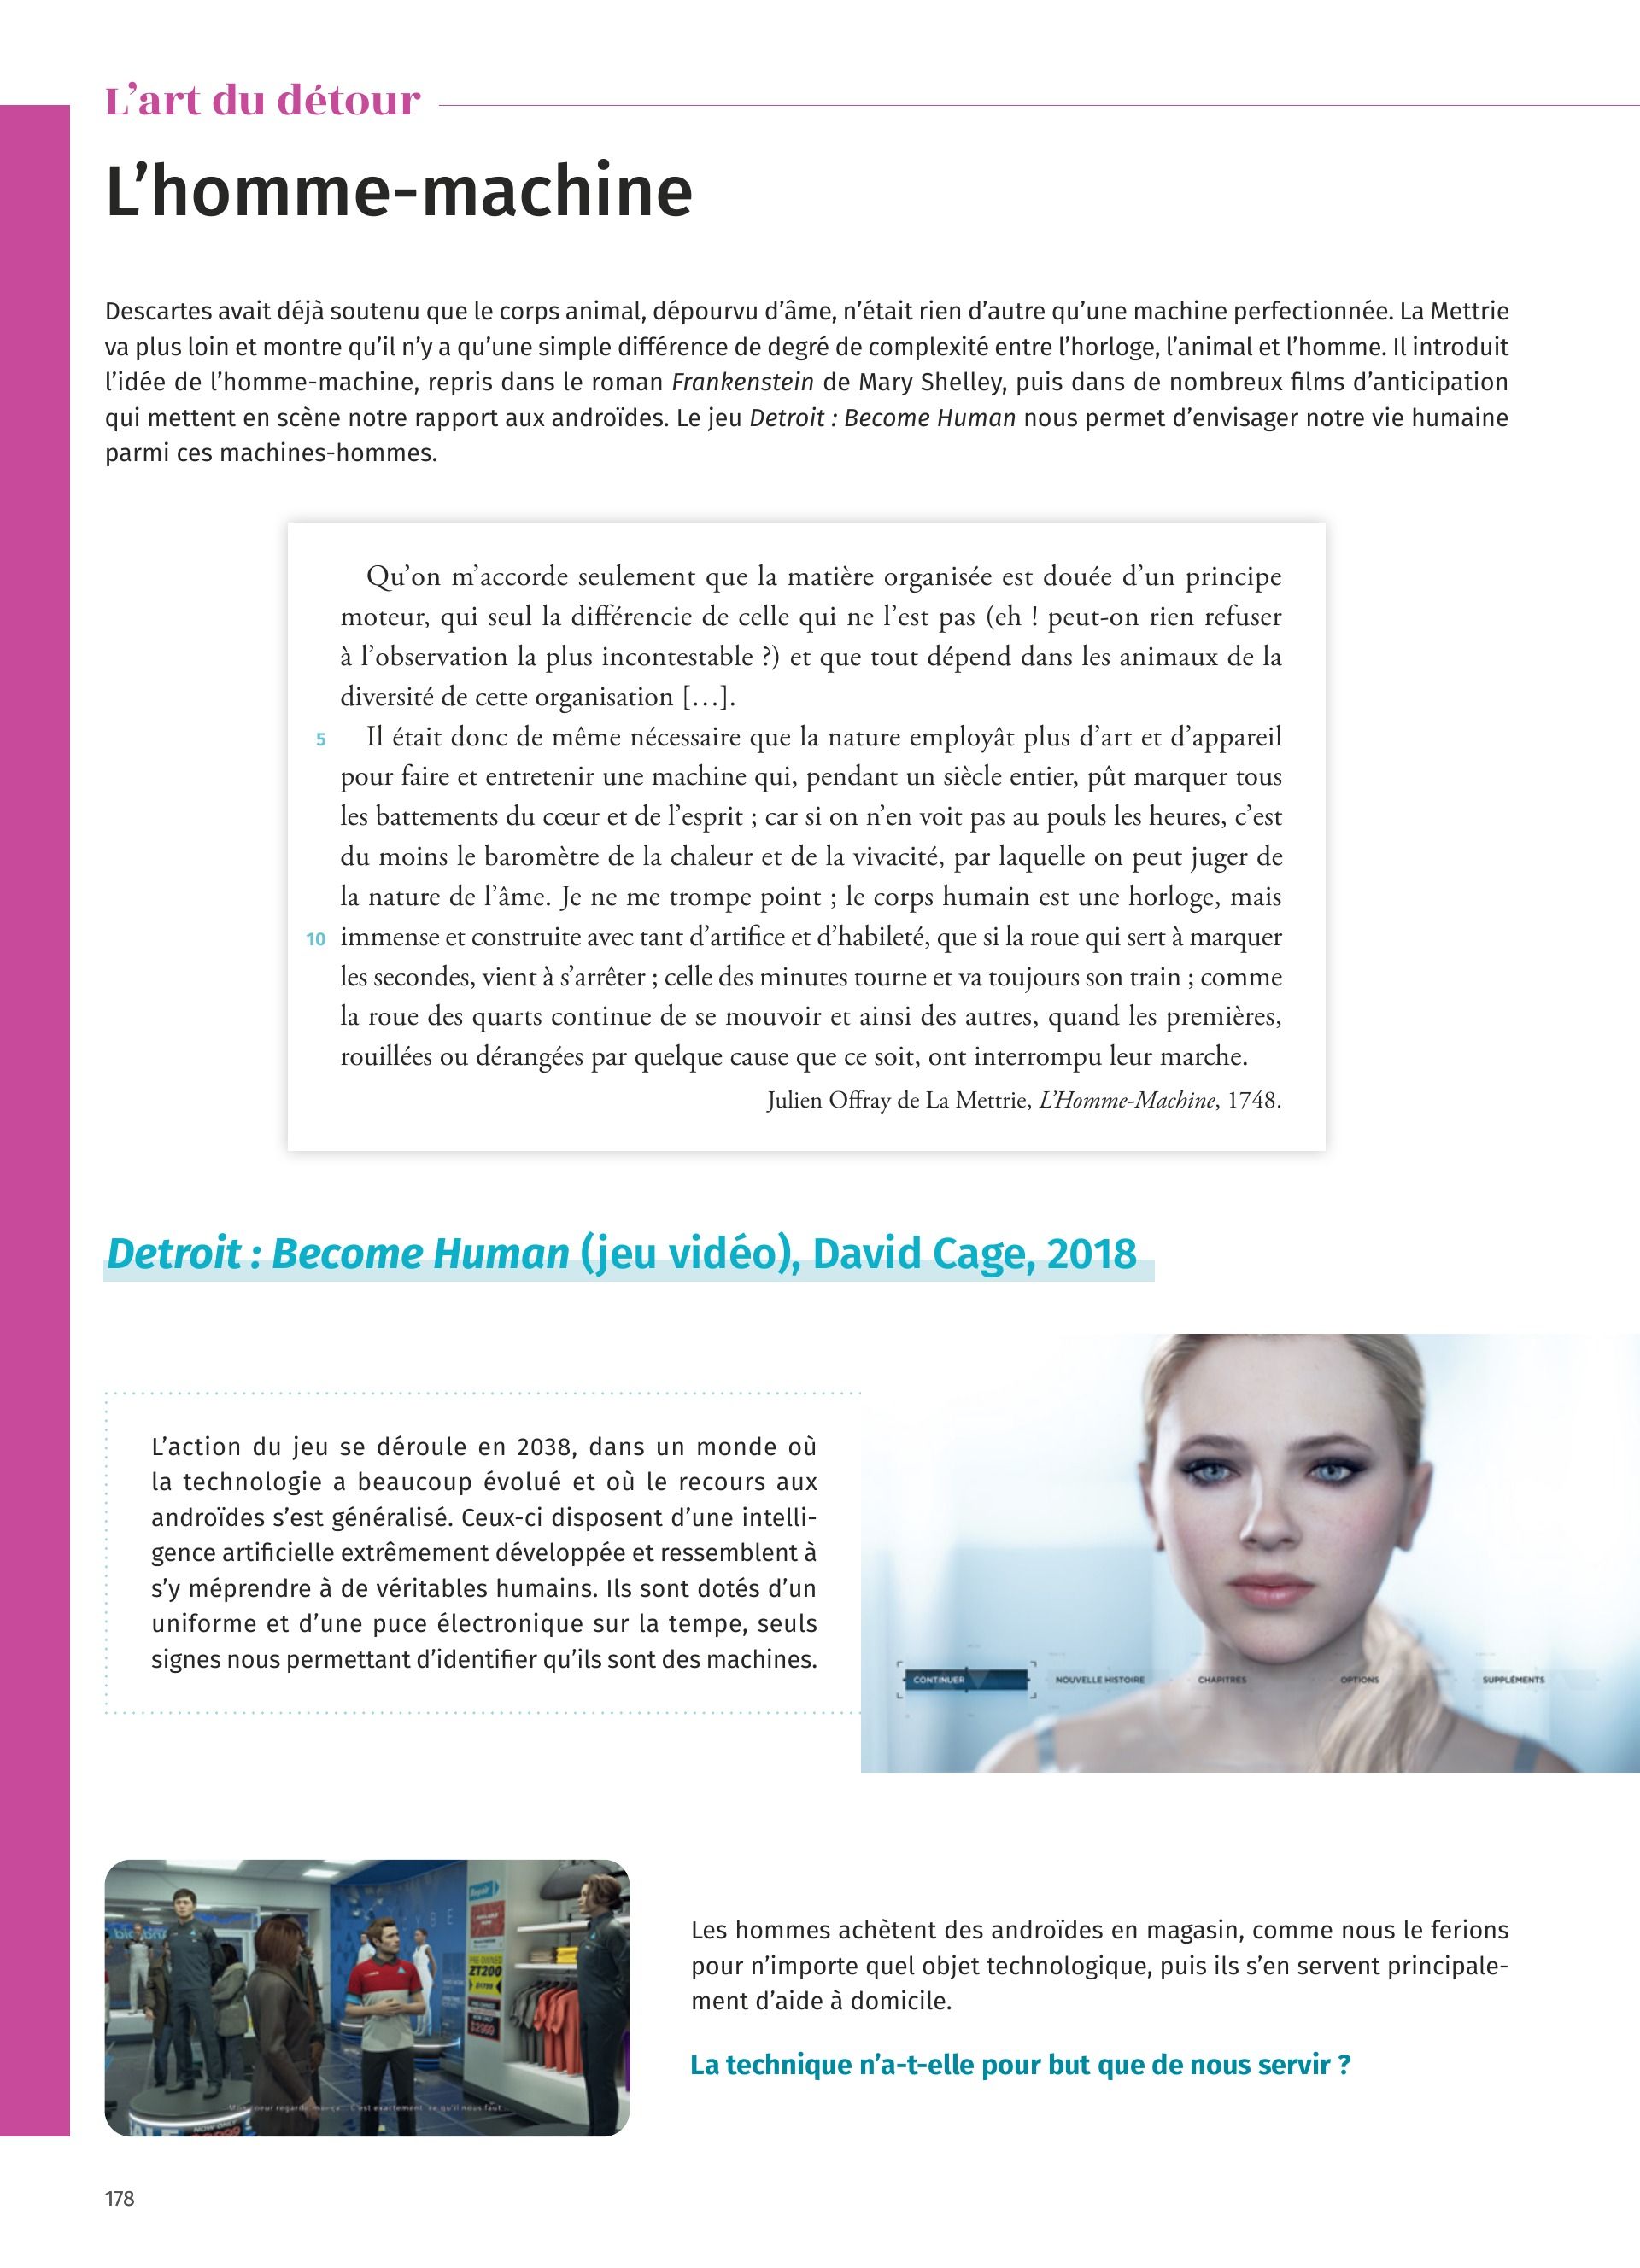 L'art du détour
L'homme-machine
Descartes avait déjà soutenu que le corps animal, dépourvu d'âme, n'était rien d'autre qu'une machine perfectionnée. La Mettrie
va plus loin et montre qu'il n'y a qu'une simple différence de degré de complexité entre l'horloge, l'animal et l'homme. Il introduit
l'idée de l'homme-machine, repris dans le roman Frankenstein de Mary Shelley, puis dans de nombreux films d'anticipation
qui mettent en scène notre rapport aux androïdes. Le jeu Detroit : Become Human nous permet d'envisager notre vie humaine
parmi ces machines-hommes.
Qu'on m'accorde seulement que la matière organisée est douée d'un principe
moteur, qui seul la différencie de celle qui ne l'est pas (eh ! peut-on rien refuser
à l'observation la plus incontestable ?) et que tout dépend dans les animaux de la
diversité de cette organisation […].
5 Il était donc de même nécessaire que la nature employât plus d'art et d'appareil
pour faire et entretenir une machine qui, pendant un siècle entier, pût marquer tous
les battements du cœur et de l'esprit ; car si on n'en voit pas au pouls les heures, c'est
du moins le baromètre de la chaleur et de la vivacité, par laquelle on peut juger de
la nature de l'âme. Je ne me trompe point ; le corps humain est une horloge, mais
10 immense et construite avec tant d'artifice et d'habileté, que si la roue qui sert à marquer
les secondes, vient à s'arrêter ; celle des minutes tourne et va toujours son train ; comme
la roue des quarts continue de se mouvoir et ainsi des autres, quand les premières,
rouillées ou dérangées par quelque cause que ce soit, ont interrompu leur marche.
Julien Offray de La Mettrie, L'Homme-Machine, 1748.
Detroit : Become Human (jeu vidéo), David Cage, 2018
L'action du jeu se déroule en 2038, dans un monde où
la technologie a beaucoup évolué et où le recours aux
androïdes s'est généralisé. Ceux-ci disposent d'une intelli-
gence artificielle extrêmement développée et ressemblent à
s'y méprendre à de véritables humains. Ils sont dotés d'un
uniforme et d'une puce électronique sur la tempe, seuls
signes nous permettant d'identifier qu'ils sont des machines.
CONTINUER NOUVELLE HISTOIRE CHAPITRES OPTIONS SUPPLÉMENTS
Repair
PRE-OWNED
ZT200
C'est exactement ce qu'il nous faut
SALE
Les hommes achètent des androïdes en magasin, comme nous le ferions
pour n'importe quel objet technologique, puis ils s'en servent principale-
ment d'aide à domicile.
La technique n'a-t-elle pour but que de nous servir ?
178